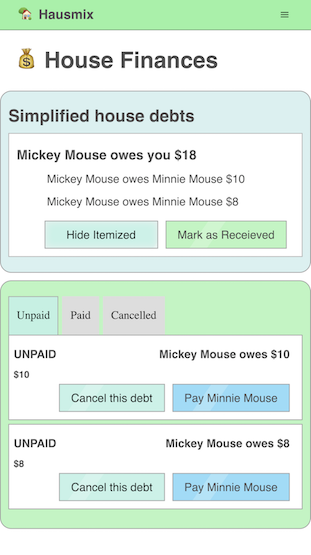 Hausmix
House Finances
Simplified house debts
Mickey Mouse owes you $18
Mickey Mouse owes Minnie Mouse $10
Mickey Mouse owes Minnie Mouse $8
Hide Itemized Mark as Receieved
Unpaid Paid Cancelled
UNPAID Mickey Mouse owes $10
$10
Cancel this debt Pay Minnie Mouse
UNPAID Mickey Mouse owes $8
$8
Cancel this debt Pay Minnie Mouse